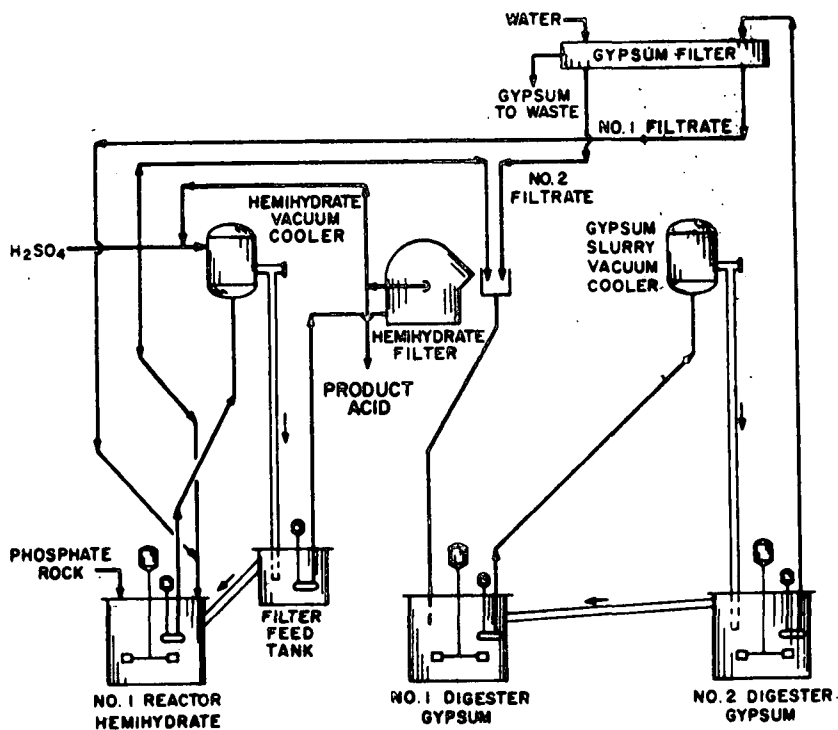 WATER
GYPSUM FILTER
GYPSUM
TO WASTE
NO. 1 FILTRATE
NO. 2
FILTRATE
HEMIHYDRATE
VACUUM
COOLER
H₂SO₄
GYPSUM
SLURRY
VACUUM
COOLER
HEMIHYDRATE
FILTER
PRODUCT
ACID
PHOSPHATE
ROCK
FILTER
FEED
TANK
NO. 1 REACTOR
HEMIHYDRATE
NO. 1 DIGESTER
GYPSUM
NO. 2 DIGESTER
GYPSUM